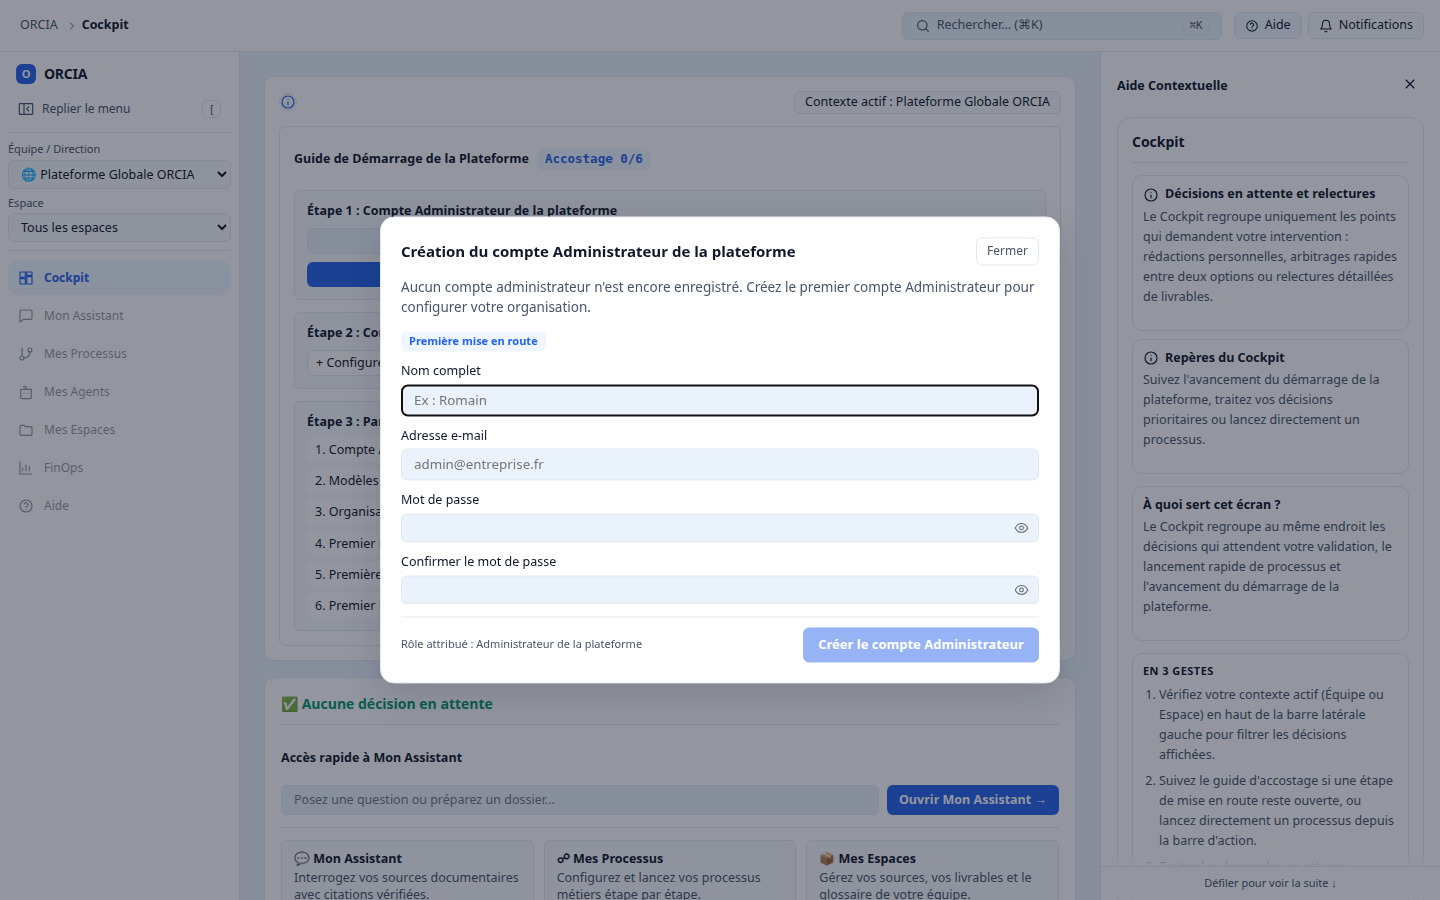 ORCIA
Cockpit
Rechercher... (⌘K)
⌘K
Aide
Notifications
O
ORCIA
Replier le menu
[
Équipe / Direction
🌐 Plateforme Globale ORCIA
Espace
Tous les espaces
Cockpit
Mon Assistant
Mes Processus
Mes Agents
Mes Espaces
FinOps
Aide
Contexte actif : Plateforme Globale ORCIA
Guide de Démarrage de la Plateforme
Accostage 0/6
Étape 1 : Compte Administrateur de la plateforme
Étape 2 :
+
Étape 3 :
1. Compte
2. Modèles
3.
4. Premier
5. Première
6. Premier
Création du compte Administrateur de la plateforme
Fermer
Aucun compte administrateur n'est encore enregistré. Créez le premier compte Administrateur pour
configurer votre organisation.
Première mise en route
Nom complet
Ex : Romain
Adresse e-mail
admin@entreprise.fr
Mot de passe
Confirmer le mot de passe
Rôle attribué : Administrateur de la plateforme
Créer le compte Administrateur
✅ Aucune décision en attente
Accès rapide à Mon Assistant
Posez une question ou préparez un dossier...
Ouvrir Mon Assistant →
💬 Mon Assistant
Interrogez vos sources documentaires
avec citations vérifiées.
☍ Mes Processus
Configurez et lancez vos processus
métiers étape par étape.
📦 Mes Espaces
Gérez vos sources, vos livrables et le
glossaire de votre équipe.
Aide Contextuelle
Cockpit
Décisions en attente et relectures
Le Cockpit regroupe uniquement les points
qui demandent votre intervention :
rédactions personnelles, arbitrages rapides
entre deux options ou relectures détaillées
de livrables.
Repères du Cockpit
Suivez l'avancement du démarrage de la
plateforme, traitez vos décisions
prioritaires ou lancez directement un
processus.
À quoi sert cet écran ?
Le Cockpit regroupe au même endroit les
décisions qui attendent votre validation, le
lancement rapide de processus et
l'avancement du démarrage de la
plateforme.
EN 3 GESTES
1. Vérifiez votre contexte actif (Équipe ou
Espace) en haut de la barre latérale
gauche pour filtrer les décisions
affichées.
2. Suivez le guide d'accostage si une étape
de mise en route reste ouverte, ou
lancez directement un processus depuis
la barre d'action.
Défiler pour voir la suite ↓